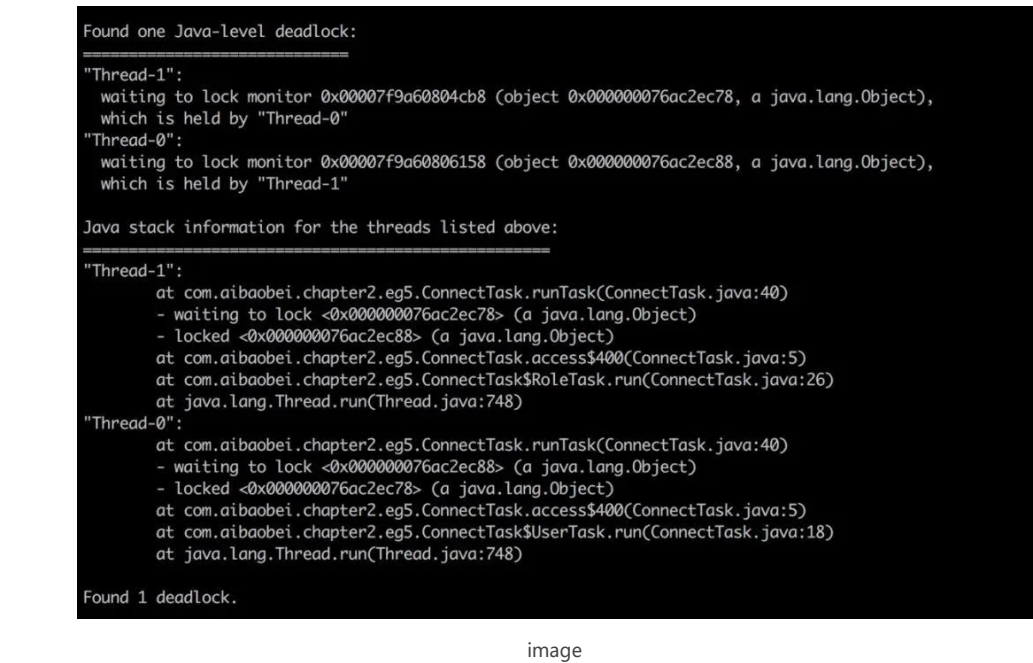 Found one Java-level deadlock:
=============================
"Thread-1":
  waiting to lock monitor 0x00007f9a60804cb8 (object 0x000000076ac2ec78, a java.lang.Object),
  which is held by "Thread-0"
"Thread-0":
  waiting to lock monitor 0x00007f9a60806158 (object 0x000000076ac2ec88, a java.lang.Object),
  which is held by "Thread-1"
Java stack information for the threads listed above:
===================================================
"Thread-1":
        at com.aibaobei.chapter2.eg5.ConnectTask.runTask(ConnectTask.java:40)
        - waiting to lock <0x000000076ac2ec78> (a java.lang.Object)
        - locked <0x000000076ac2ec88> (a java.lang.Object)
        at com.aibaobei.chapter2.eg5.ConnectTask.access$400(ConnectTask.java:5)
        at com.aibaobei.chapter2.eg5.ConnectTask$RoleTask.run(ConnectTask.java:26)
        at java.lang.Thread.run(Thread.java:748)
"Thread-0":
        at com.aibaobei.chapter2.eg5.ConnectTask.runTask(ConnectTask.java:40)
        - waiting to lock <0x000000076ac2ec88> (a java.lang.Object)
        - locked <0x000000076ac2ec78> (a java.lang.Object)
        at com.aibaobei.chapter2.eg5.ConnectTask.access$400(ConnectTask.java:5)
        at com.aibaobei.chapter2.eg5.ConnectTask$UserTask.run(ConnectTask.java:18)
        at java.lang.Thread.run(Thread.java:748)
Found 1 deadlock.
image